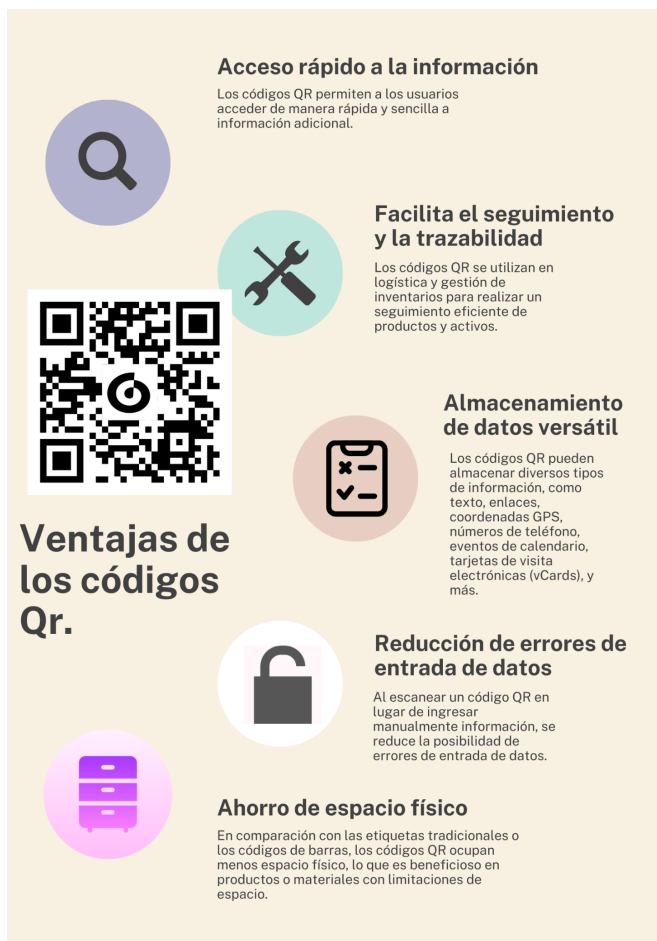 Acceso rápido a la información
Los códigos QR permiten a los usuarios
acceder de manera rápida y sencilla a
información adicional.
Facilita el seguimiento
y la trazabilidad
Los códigos QR se utilizan en
logística y gestión de
inventarios para realizar un
seguimiento eficiente de
productos y activos.
Almacenamiento
de datos versátil
Los códigos QR pueden
almacenar diversos tipos
de información, como
texto, enlaces,
coordenadas GPS,
números de teléfono,
eventos de calendario,
tarjetas de visita
electrónicas (vCards), y
más.
Ventajas de
los códigos
Qr.
Reducción de errores de
entrada de datos
Al escanear un código QR en
lugar de ingresar
manualmente información, se
reduce la posibilidad de
errores de entrada de datos.
Ahorro de espacio físico
En comparación con las etiquetas tradicionales o
los códigos de barras, los códigos QR ocupan
menos espacio físico, lo que es beneficioso en
productos o materiales con limitaciones de
espacio.